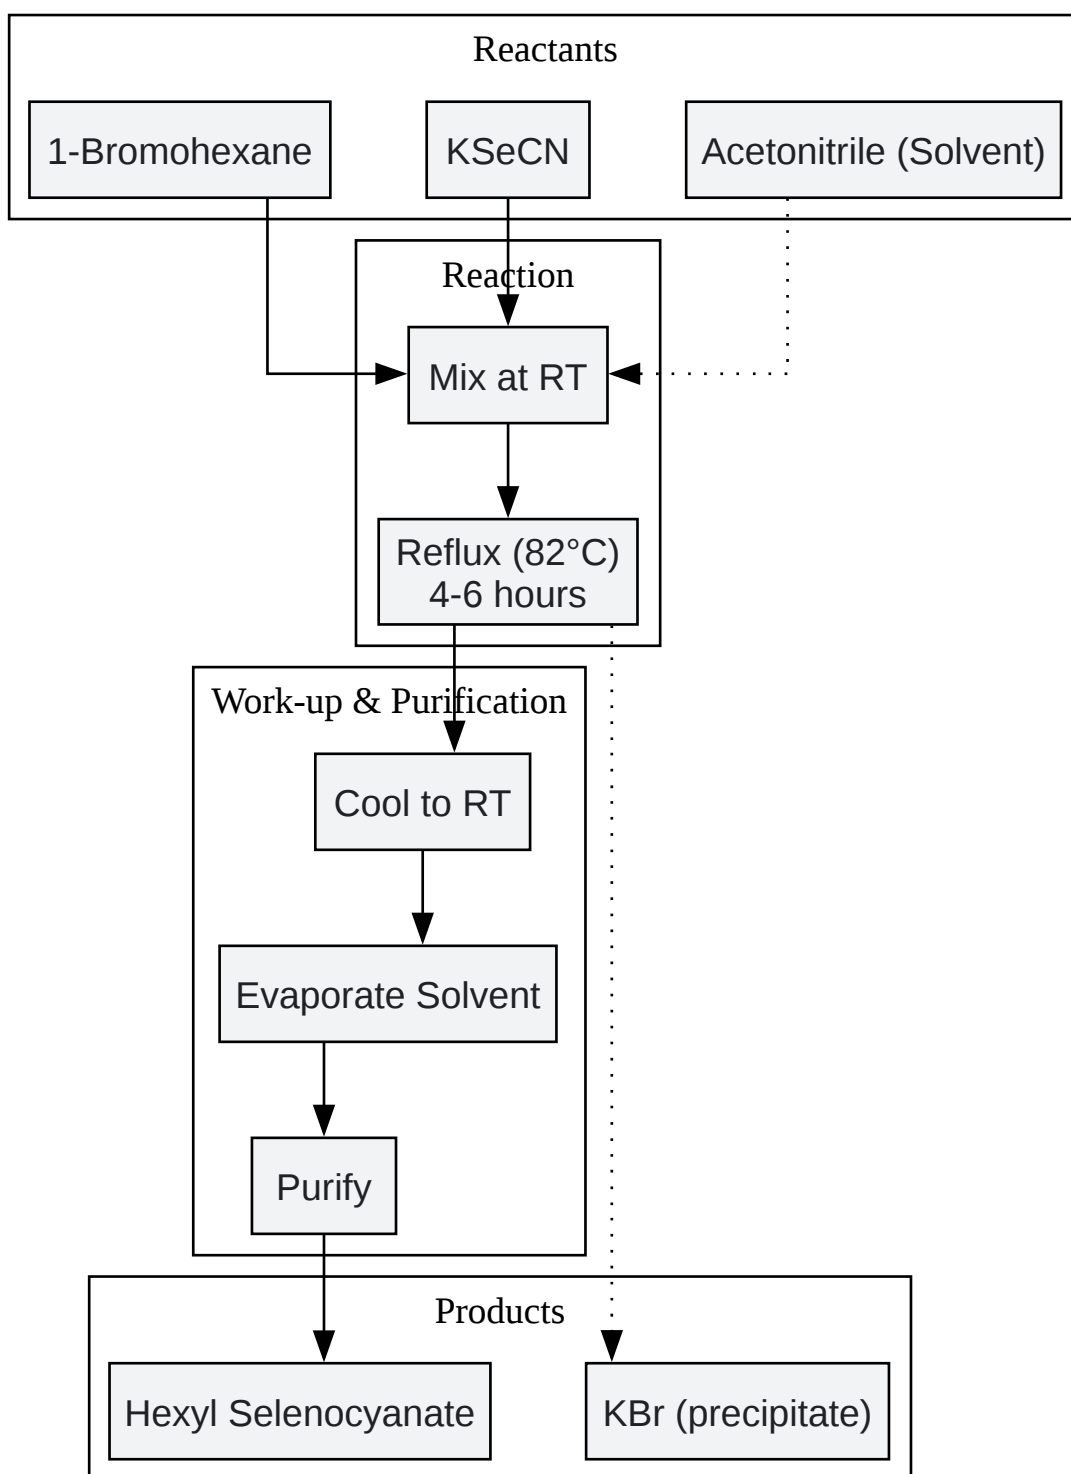 Reactants
1-Bromohexane
KSeCN
Acetonitrile (Solvent)
Reaction
Mix at RT
Reflux (82°C)
4-6 hours
Work-up & Purification
Cool to RT
Evaporate Solvent
Purify
Products
Hexyl Selenocyanate
KBr (precipitate)